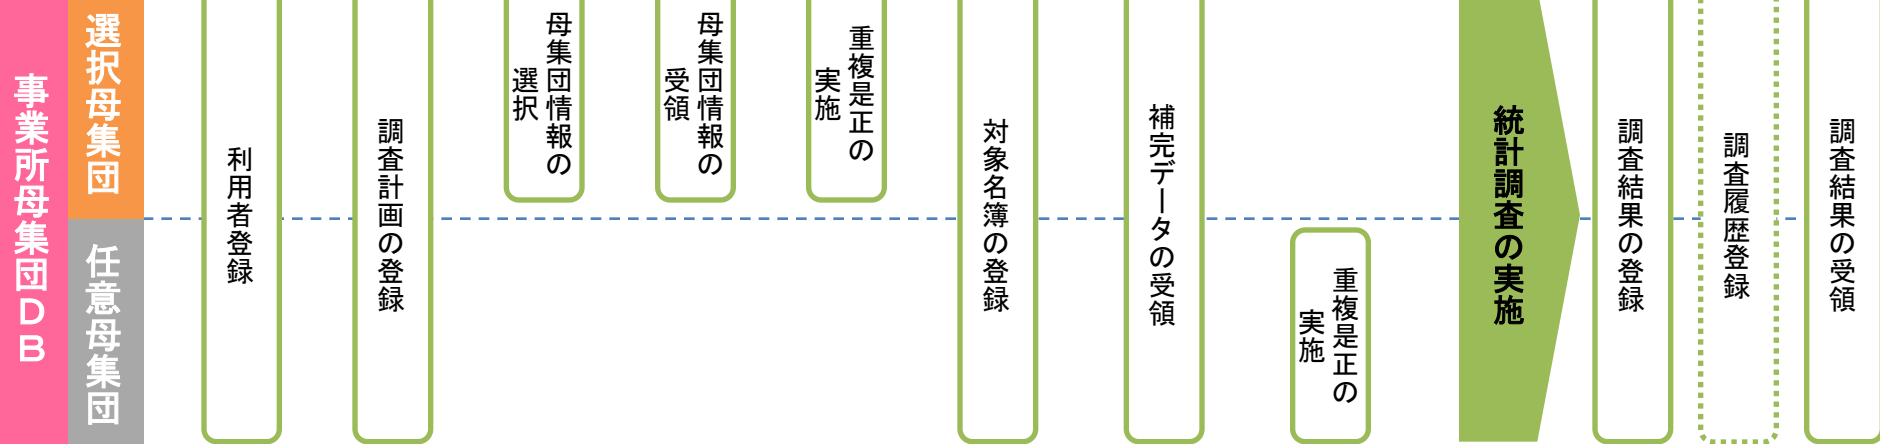 事業所母集団DB
選択母集団
任意母集団
利用者登録
調査計画の登録
母集団情報の
選択
母集団情報の
受領
重複是正の
実施
対象名簿の登録
補完データの受領
重複是正の
実施
統計調査の実施
調査結果の登録
調査履歴登録
調査結果の受領